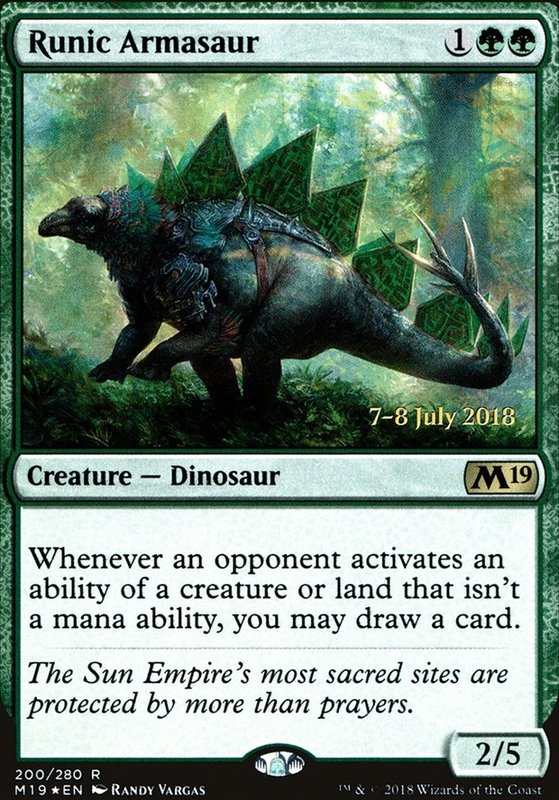 Runic Armasaur 1
7–8 July 2018
Creature — Dinosaur M19
Whenever an opponent activates an
ability of a creature or land that isn't
a mana ability, you may draw a card.
The Sun Empire's most sacred sites are
protected by more than prayers.
2/5
200/280 R
M19★EN Randy Vargas ™ & © 2018 Wizards of the Coast